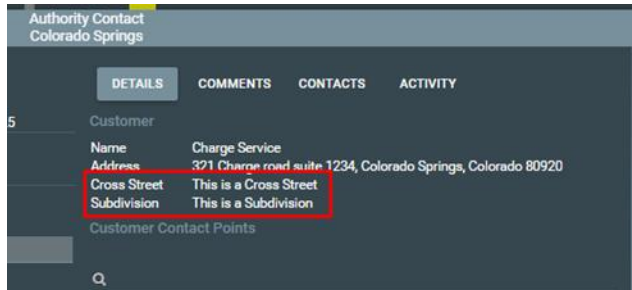 Authority Contact
Colorado Springs
DETAILS COMMENTS CONTACTS ACTIVITY
5
Customer
Name Charge Service
Address 321 Charge road suite 1234, Colorado Springs, Colorado 80920
Cross Street This is a Cross Street
Subdivision This is a Subdivision
Customer Contact Points